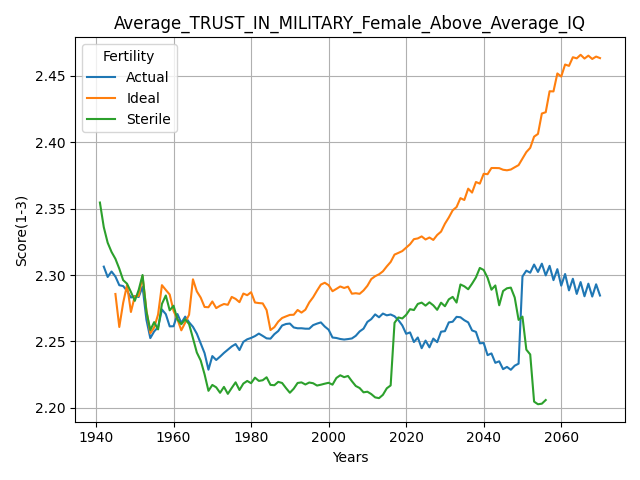 Average_TRUST_IN_MILITARY_Female_Above_Average_IQ
Fertility
Actual
Ideal
Sterile
Score(1-3)
2.45
2.40
2.35
2.30
2.25
2.20
1940 1960 1980 2000 2020 2040 2060
Years